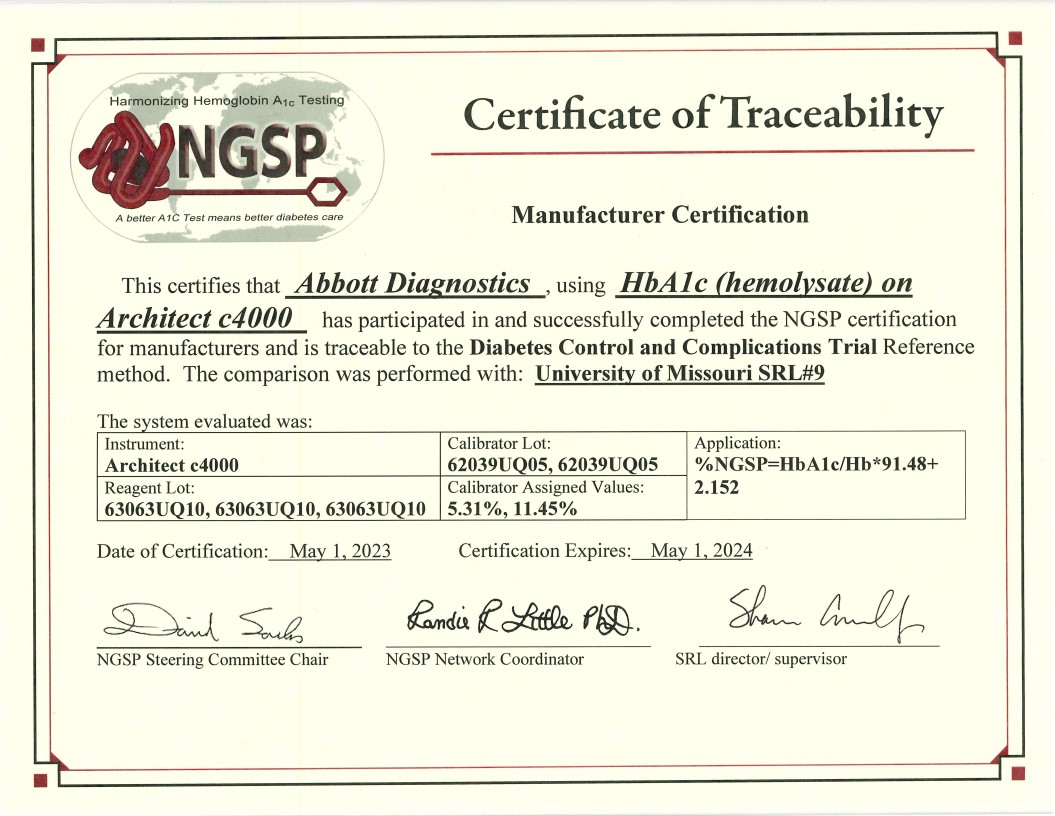 Harmonizing Hemoglobin A1c Testing
NGSP
A better A1C Test means better diabetes care
Certificate of Traceability
Manufacturer Certification
This certifies that Abbott Diagnostics , using HbA1c (hemolysate) on
Architect c4000 has participated in and successfully completed the NGSP certification
for manufacturers and is traceable to the Diabetes Control and Complications Trial Reference
method. The comparison was performed with: University of Missouri SRL#9
The system evaluated was:
Instrument:
Architect c4000
Calibrator Lot:
62039UQ05, 62039UQ05
Application:
%NGSP=HbA1c/Hb*91.48+
2.152
Reagent Lot:
63063UQ10, 63063UQ10, 63063UQ10
Calibrator Assigned Values:
5.31%, 11.45%
Date of Certification: May 1, 2023 Certification Expires: May 1, 2024
David Sacks
Randie R Little PhD.
NGSP Steering Committee Chair
NGSP Network Coordinator
SRL director/ supervisor